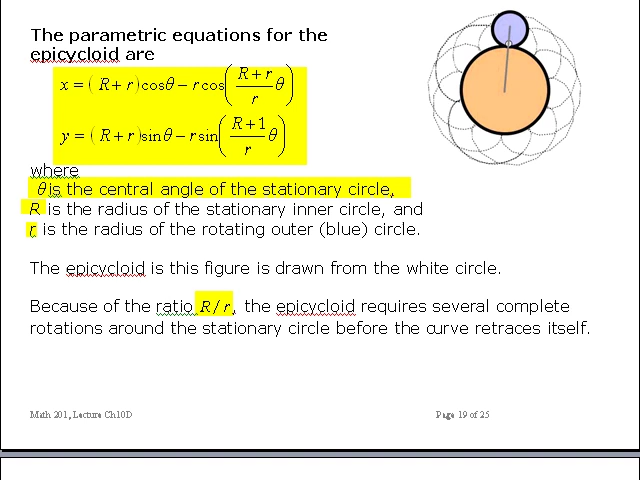 The parametric equations for the
epicycloid are
x = ( R + r ) cosθ − r cos( (R + r)/r θ )
y = ( R + r ) sin θ − r sin( (R + 1)/r θ )
where
θ is the central angle of the stationary circle,
R is the radius of the stationary inner circle, and
r is the radius of the rotating outer (blue) circle.
The epicycloid is this figure is drawn from the white circle.
Because of the ratio R / r, the epicycloid requires several complete
rotations around the stationary circle before the curve retraces itself.
Math 201, Lecture Ch10D Page 19 of 25